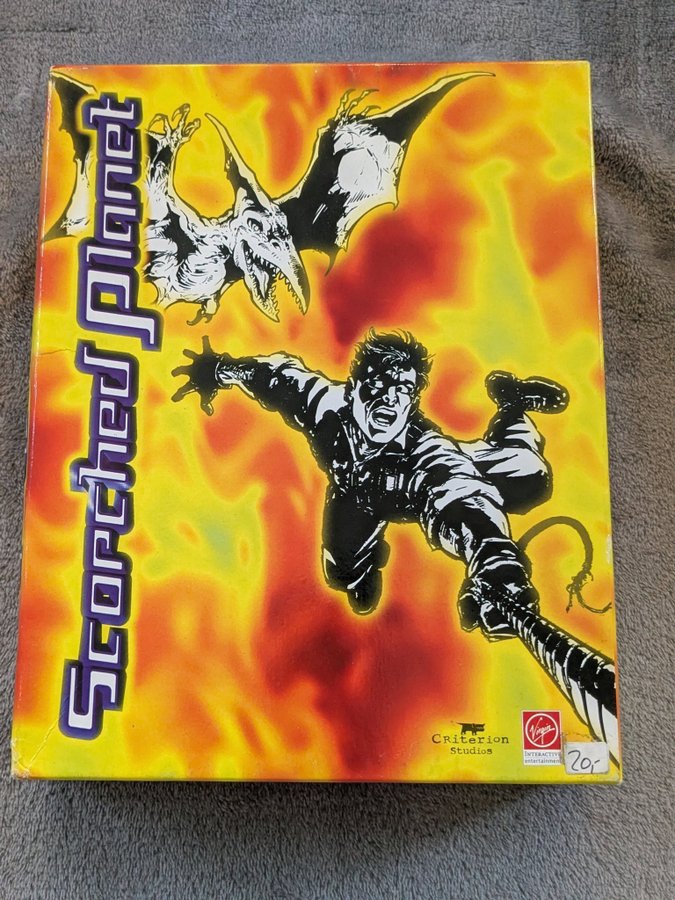 Scorched Planet
Criterion
Studios
Virgin
INTERACTIVE
entertainment
20,-